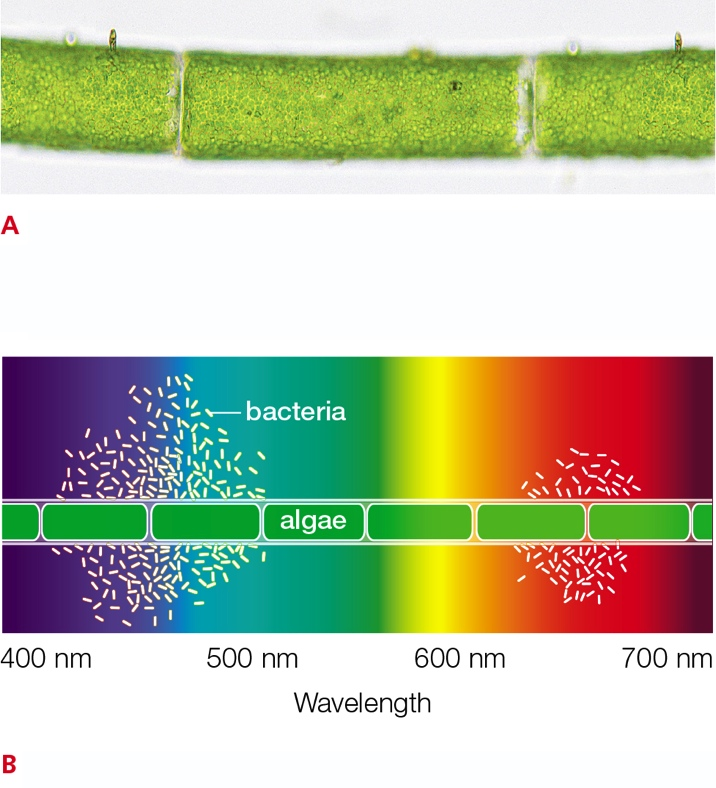 A
bacteria
algae
400 nm 500 nm 600 nm 700 nm
Wavelength
B